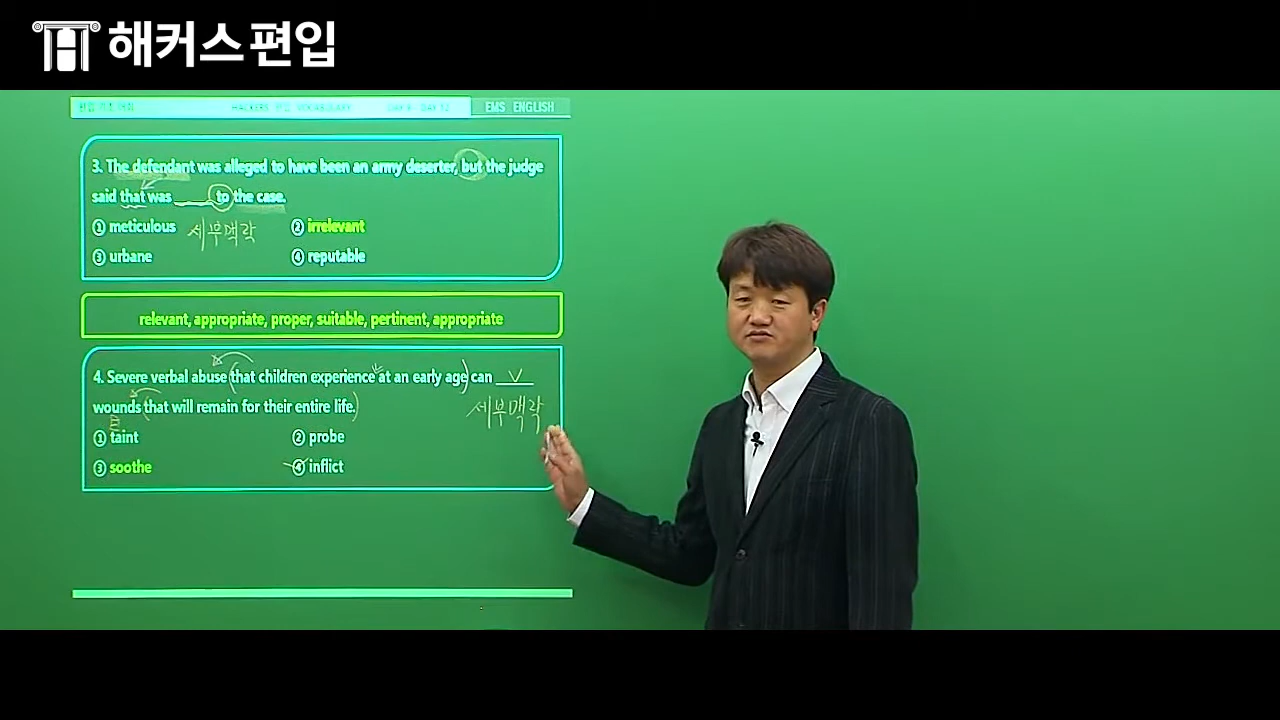 해커스편입
EMS ENGLISH
3. The defendant was alleged to have been an army deserter, but the judge
said that was ______ to the case.
① meticulous
② irrelevant
세부맥락
③ urbane
④ reputable
relevant, appropriate, proper, suitable, pertinent, appropriate
4. Severe verbal abuse (that children experience at an early age) can ______
wounds (that will remain for their entire life.)
세부맥락
① taint
② probe
③ soothe
④ inflict